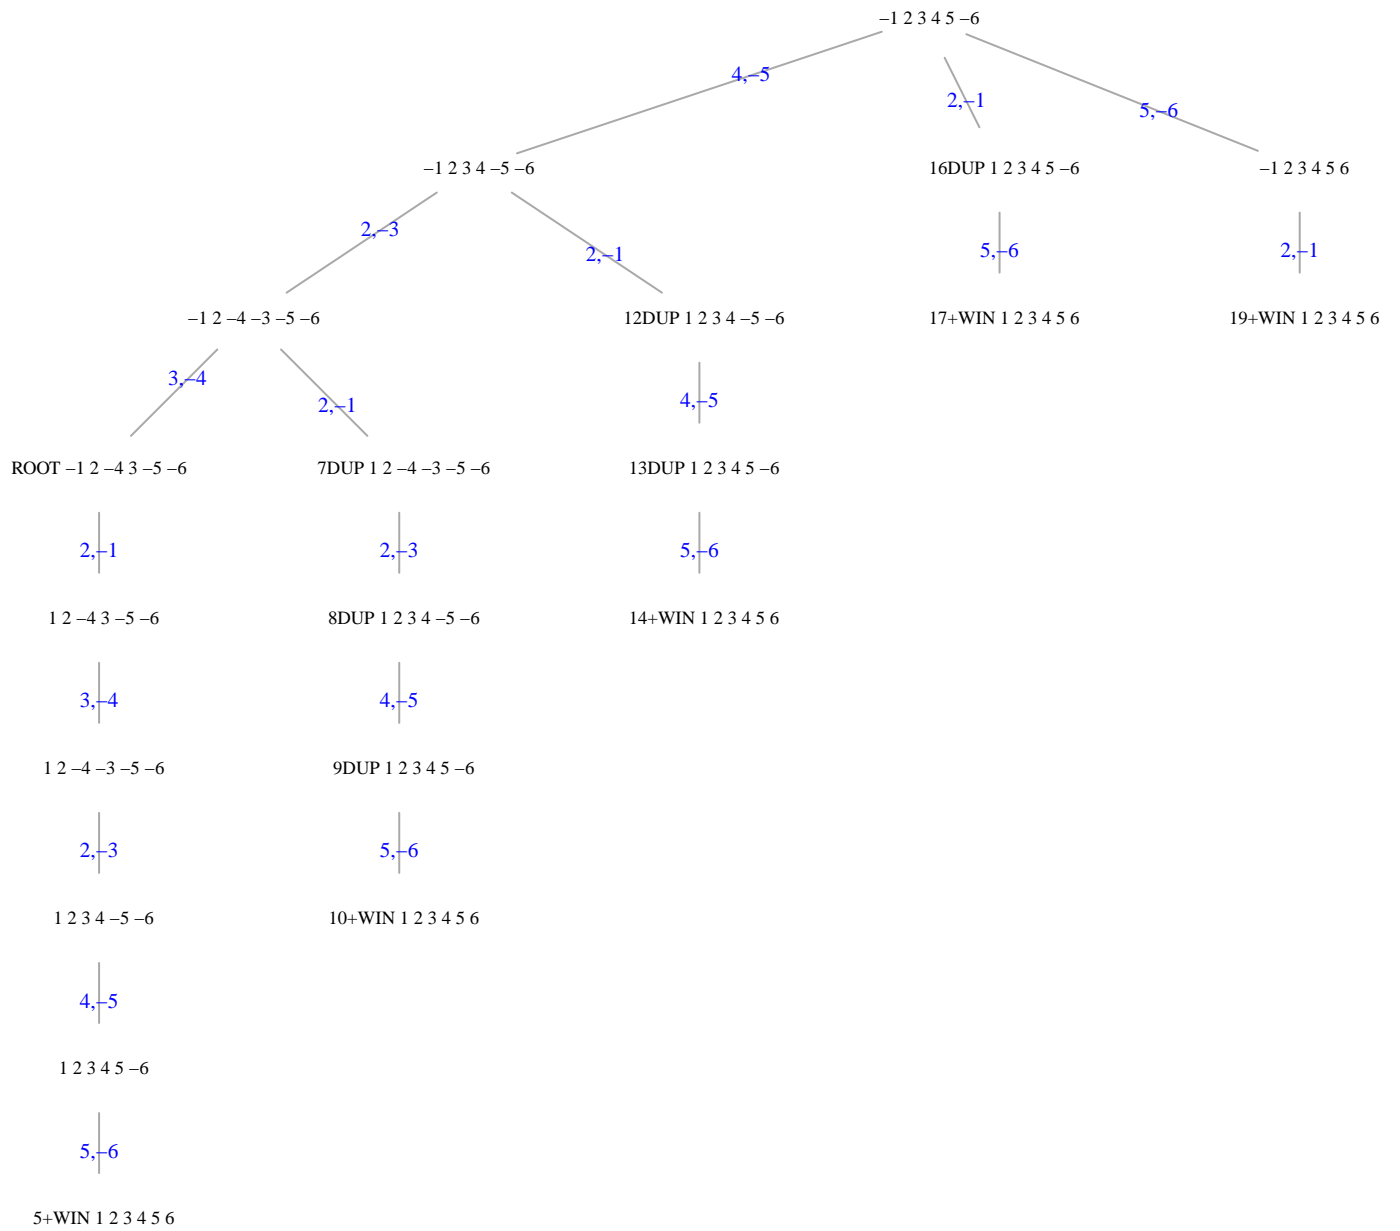 –1 2 3 4 5 –6
4,–5
2,–1
5,–6
–1 2 3 4 –5 –6
16DUP 1 2 3 4 5 –6
–1 2 3 4 5 6
2,–3
2,–1
5,–6
2,–1
–1 2 –4 –3 –5 –6
12DUP 1 2 3 4 –5 –6
17+WIN 1 2 3 4 5 6
19+WIN 1 2 3 4 5 6
3,–4
2,–1
4,–5
ROOT –1 2 –4 3 –5 –6
7DUP 1 2 –4 –3 –5 –6
13DUP 1 2 3 4 5 –6
2,–1
2,–3
5,–6
1 2 –4 3 –5 –6
8DUP 1 2 3 4 –5 –6
14+WIN 1 2 3 4 5 6
3,–4
4,–5
1 2 –4 –3 –5 –6
9DUP 1 2 3 4 5 –6
2,–3
5,–6
1 2 3 4 –5 –6
10+WIN 1 2 3 4 5 6
4,–5
1 2 3 4 5 –6
5,–6
5+WIN 1 2 3 4 5 6